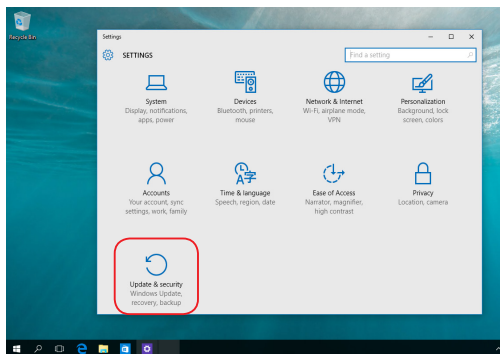 Recycle Bin
Settings
SETTINGS
Find a setting
System
Display, notifications,
apps, power
Devices
Bluetooth, printers,
mouse
Network & Internet
Wi-Fi, airplane mode,
VPN
Personalization
Background, lock
screen, colors
Accounts
Your account, sync
settings, work, family
Time & language
Speech, region, date
Ease of Access
Narrator, magnifier,
high contrast
Privacy
Location, camera
Update & security
Windows Update,
recovery, backup